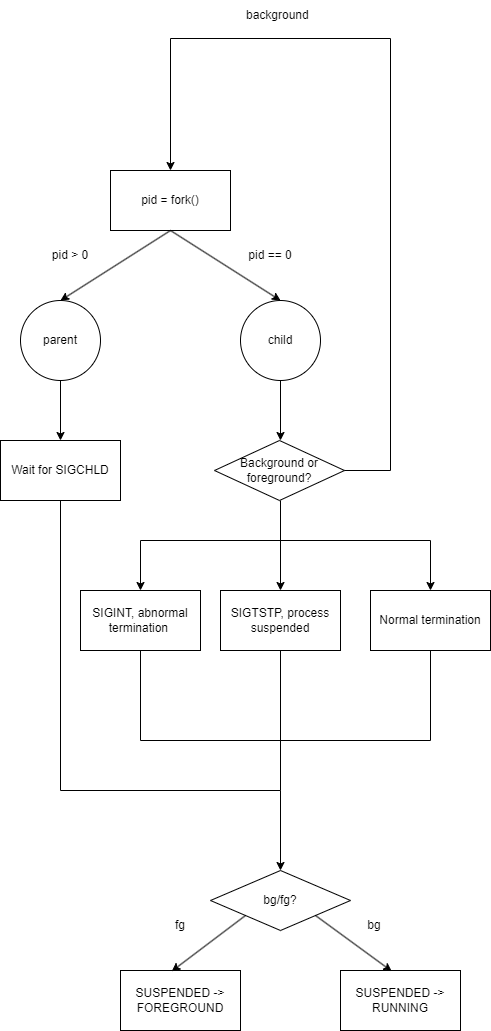 background
pid = fork()
pid > 0
pid == 0
parent
child
Wait for SIGCHLD
Background or
foreground?
SIGINT, abnormal
termination
SIGTSTP, process
suspended
Normal termination
bg/fg?
fg
bg
SUSPENDED ->
FOREGROUND
SUSPENDED ->
RUNNING